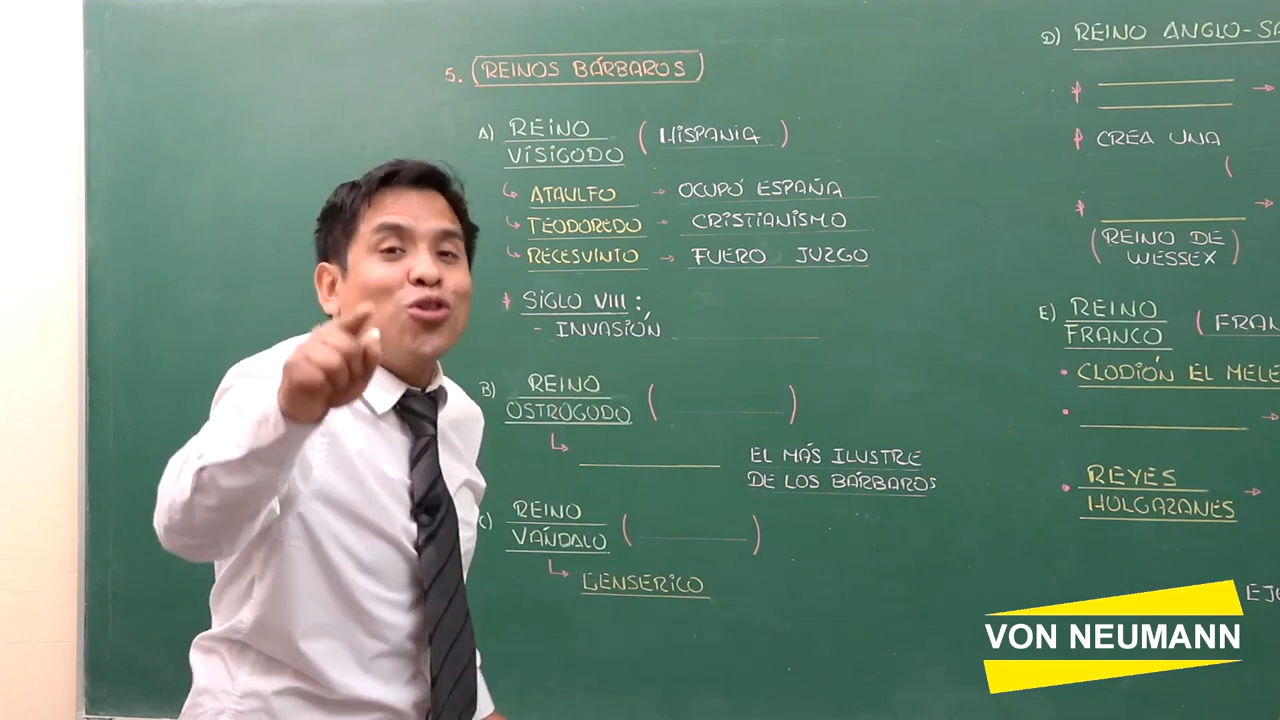 5. REINOS BÁRBAROS
A) REINO
VISIGODO
( HISPANIA )
ATAULFO → OCUPÓ ESPAÑA
TEODOREDO → CRISTIANISMO
RECESVINTO → FUERO JUZGO
SIGLO VIII:
- INVASIÓN
B) REINO
OSTROGODO
( )
EL MÁS ILUSTRE
DE LOS BÁRBAROS
C) REINO
VÁNDALO
( )
GENSERICO
D) REINO ANGLO-SA
→
CREA UNA
(
→
(REINO DE
WESSEX)
E) REINO
FRANCO
( FRAN
CLODIÓN EL MELE
→
REYES
HOLGAZANES
→
EJ
VON NEUMANN